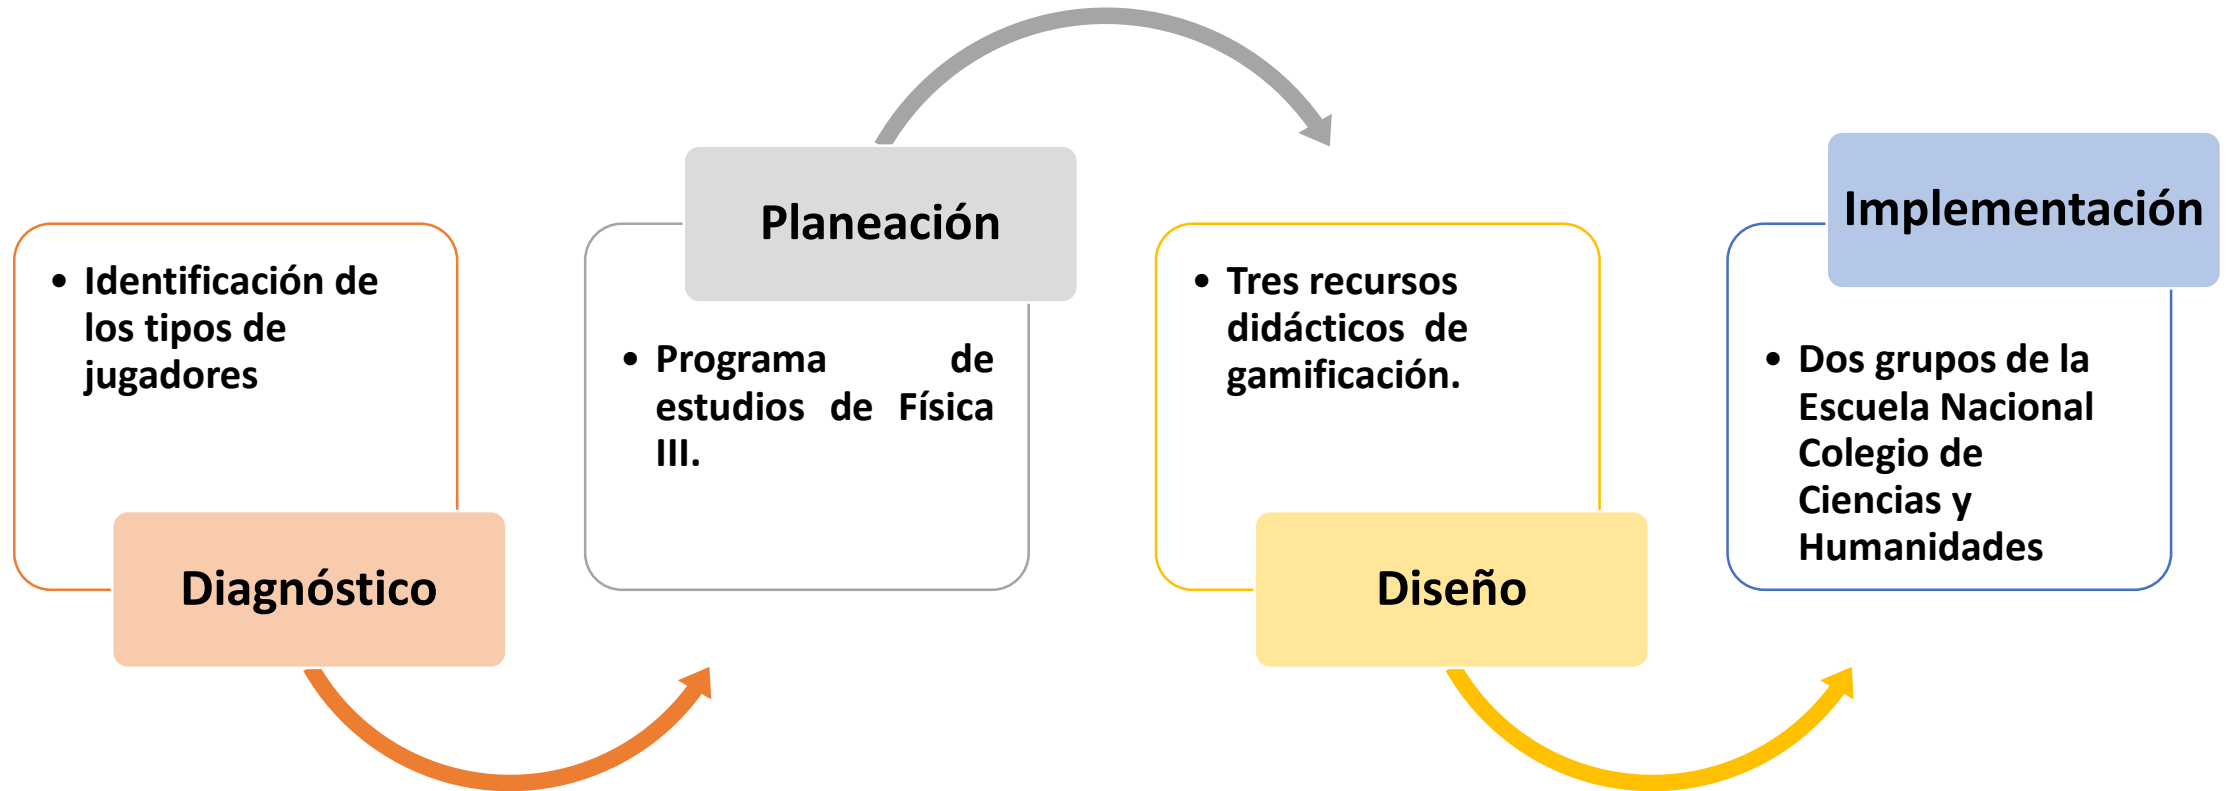 • Identificación de
los tipos de
jugadores
Diagnóstico
Planeación
• Programa de
estudios de Física
III.
• Tres recursos
didácticos de
gamificación.
Diseño
Implementación
• Dos grupos de la
Escuela Nacional
Colegio de
Ciencias y
Humanidades